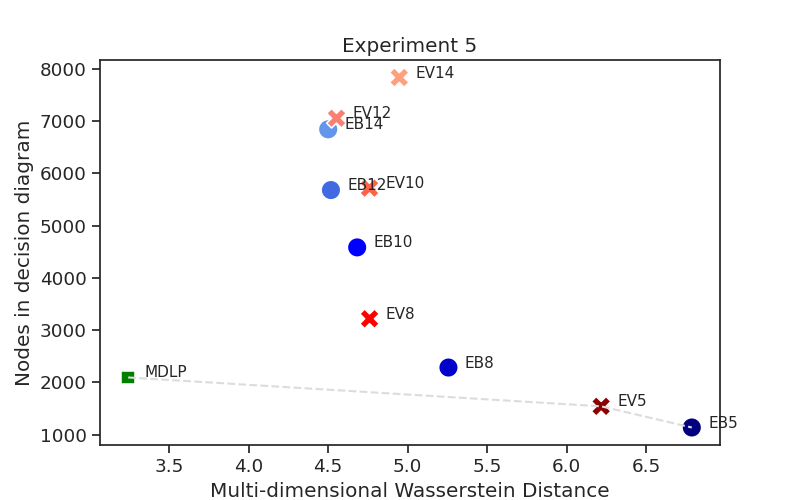 Experiment 5
8000
7000
6000
5000
4000
3000
2000
1000
Nodes in decision diagram
EV14
EV12
EB14
EB12
EV10
EB10
EV8
EB8
MDLP
EV5
EB5
3.5 4.0 4.5 5.0 5.5 6.0 6.5
Multi-dimensional Wasserstein Distance